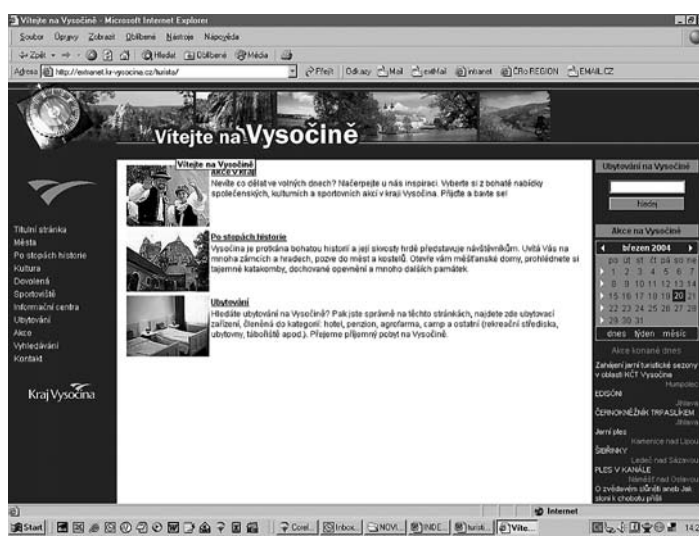 Vítejte na Vysočině - Microsoft Internet Explorer
Soubor Úpravy Zobrazit Oblíbené Nástroje Nápověda
Zpět Hledat Oblíbené Média
Adresa http://extranet.kr-vysocina.cz/turista/ Přejít Odkazy Mail extMail intranet ČRo REGION EMAIL.CZ
Vítejte na Vysočině
Vítejte na Vysočině
Akce v kraji
Nevíte co dělat ve volných dnech? Načerpejte u nás inspiraci. Vyberte si z bohaté nabídky
společenských, kulturních a sportovních akcí v kraji Vysočina. Přijďte a bavte se!
Po stopách historie
Vysočina je protkána bohatou historií a její skvosty hrdě představuje návštěvníkům. Uvítá Vás na
mnoha zámcích a hradech, pozve do měst a kostelů. Otevře vám měšťanské domy, prohlédnete si
tajemné katakomby, dochované opevnění a mnoho dalších památek.
Ubytování
Hledáte ubytování na Vysočině? Pak jste správně na těchto stránkách, najdete zde ubytovací
zařízení, členěná do kategorií: hotel, penzion, agrofarma, camp a ostatní (rekreační střediska,
ubytovny, tábořiště apod.). Přejeme příjemný pobyt na Vysočině.
Titulní stránka
Města
Po stopách historie
Kultura
Dovolená
Sportoviště
Informační centra
Ubytování
Akce
Vyhledávání
Kontakt
Kraj Vysočina
Ubytování na Vysočině
hledej
Akce na Vysočině
březen 2004
po út st čt pá so ne
1 2 3 4 5 6 7
8 9 10 11 12 13 14
15 16 17 18 19 20 21
22 23 24 25 26 27 28
29 30 31
dnes týden měsíc
Akce konané dnes
Zahájení jarní turistické sezony
v oblasti KČT Vysočina
Humpolec
EDISÓNI
Jihlava
ČERNOKNĚŽNÍK TRPASLÍKEM
Jihlava
Jarní ples
Kamenice nad Lipou
ŠIBŘINKY
Ledeč nad Sázavou
PLES V KANÁLE
Náměšť nad Oslavou
O zvědavém slůněti aneb Jak
sloni k chobotu přišli
Internet
Start Corel... Inbox... NOVI... INDE... turist... Víte... 14:2